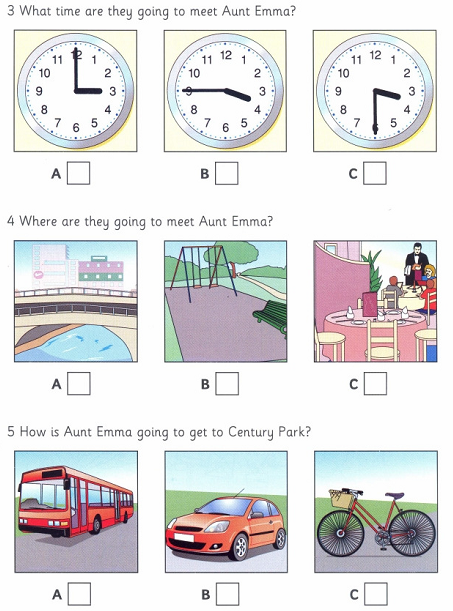 3 What time are they going to meet Aunt Emma?
11 12 1
10 2
9 3
8 4
7 6 5
11 12 1
10 2
9 3
8 4
7 6 5
11 12 1
10 2
9 3
8 4
7 6 5
A B C
4 Where are they going to meet Aunt Emma?
A B C
5 How is Aunt Emma going to get to Century Park?
A B C